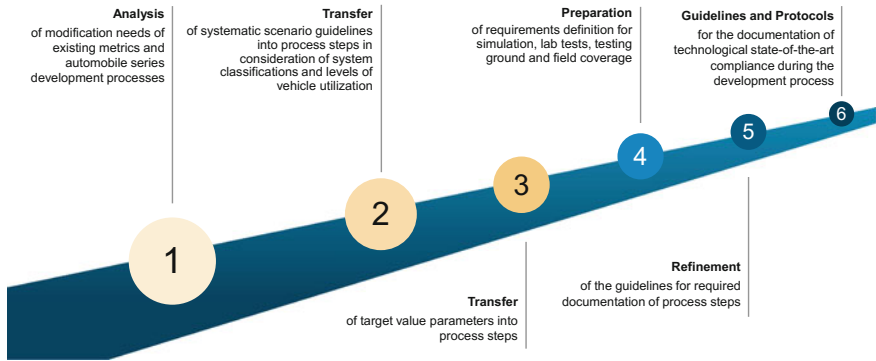 Analysis
of modification needs of
existing metrics and
automobile series
development processes
Transfer
of systematic scenario guidelines
into process steps in
consideration of system
classifications and levels of
vehicle utilization
Preparation
of requirements definition for
simulation, lab tests, testing
ground and field coverage
Guidelines and Protocols
for the documentation of
technological state-of-the-art
compliance during the
development process
1
2
3
4
5
6
Transfer
of target value parameters into
process steps
Refinement
of the guidelines for required
documentation of process steps